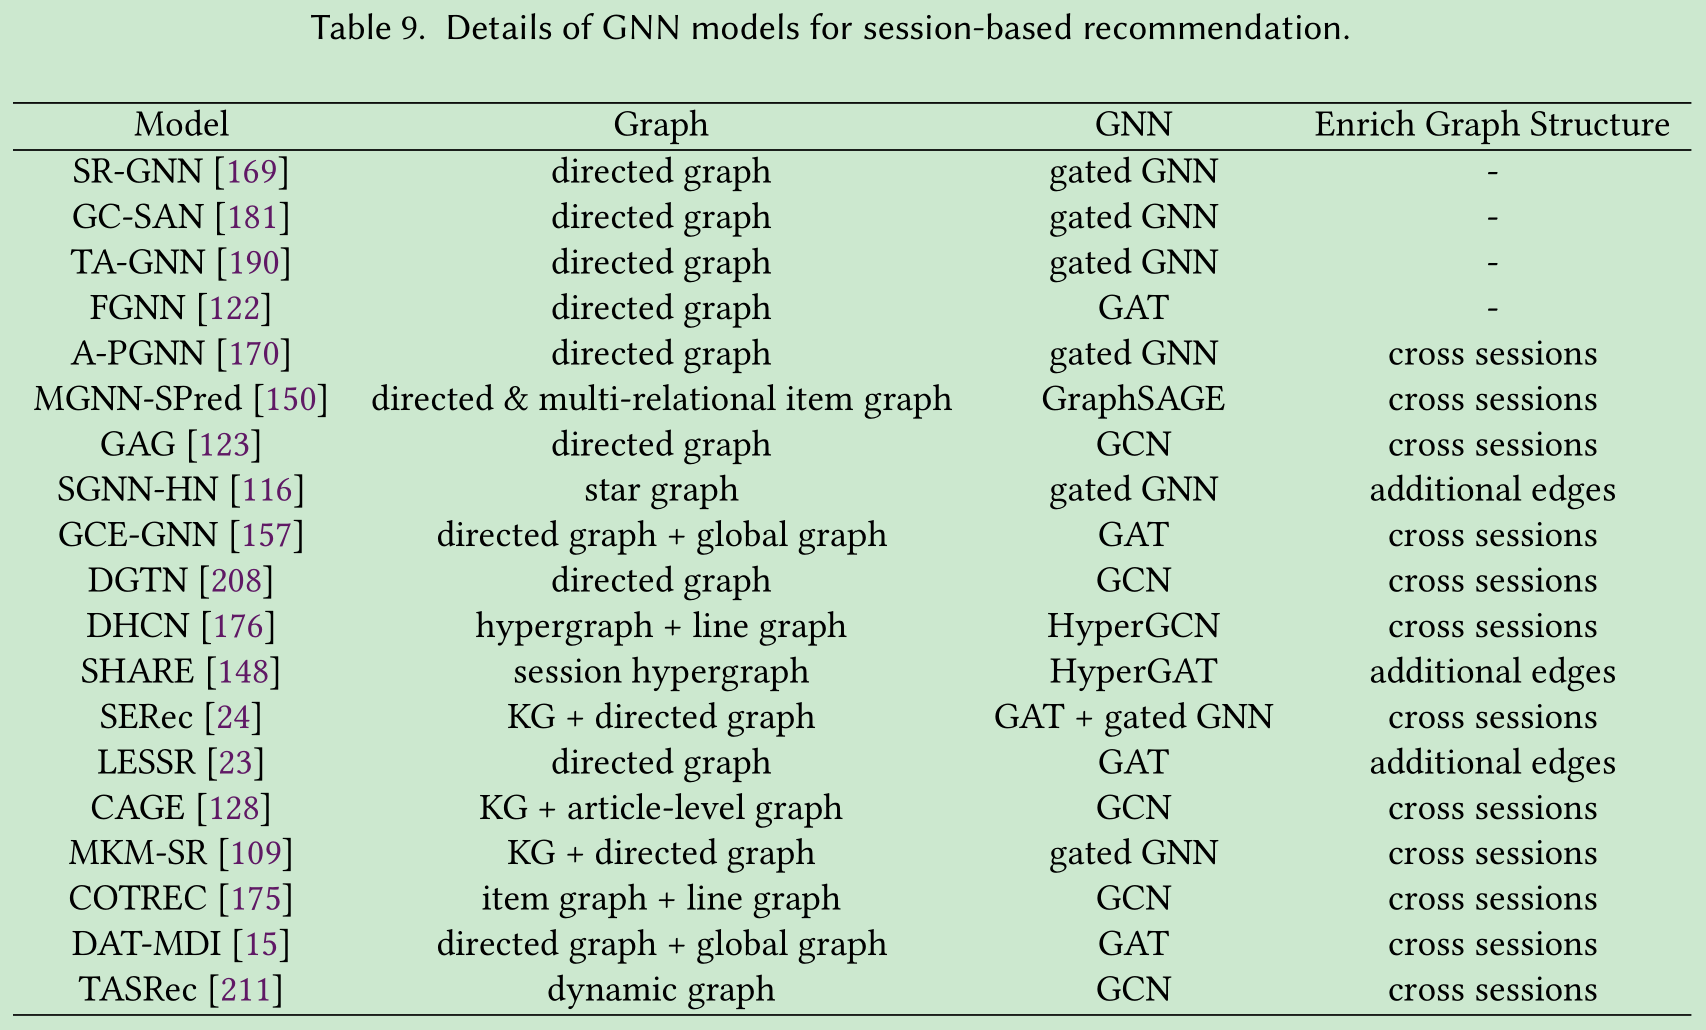 Table 9. Details of GNN models for session-based recommendation.
Model Graph GNN Enrich Graph Structure
SR-GNN [169] directed graph gated GNN -
GC-SAN [181] directed graph gated GNN -
TA-GNN [190] directed graph gated GNN -
FGNN [122] directed graph GAT -
A-PGNN [170] directed graph gated GNN cross sessions
MGNN-SPred [150] directed & multi-relational item graph GraphSAGE cross sessions
GAG [123] directed graph GCN cross sessions
SGNN-HN [116] star graph gated GNN additional edges
GCE-GNN [157] directed graph + global graph GAT cross sessions
DGTN [208] directed graph GCN cross sessions
DHCN [176] hypergraph + line graph HyperGCN cross sessions
SHARE [148] session hypergraph HyperGAT additional edges
SERec [24] KG + directed graph GAT + gated GNN cross sessions
LESSR [23] directed graph GAT additional edges
CAGE [128] KG + article-level graph GCN cross sessions
MKM-SR [109] KG + directed graph gated GNN cross sessions
COTREC [175] item graph + line graph GCN cross sessions
DAT-MDI [15] directed graph + global graph GAT cross sessions
TASRec [211] dynamic graph GCN cross sessions